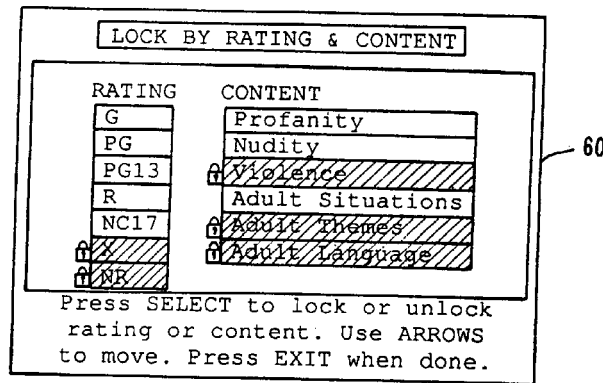 LOCK BY RATING & CONTENT
RATING CONTENT
G Profanity
PG Nudity
PG13 Violence
R Adult Situations
NC17 Adult Themes
X Adult Language
NR
Press SELECT to lock or unlock
rating or content. Use ARROWS
to move. Press EXIT when done.
60